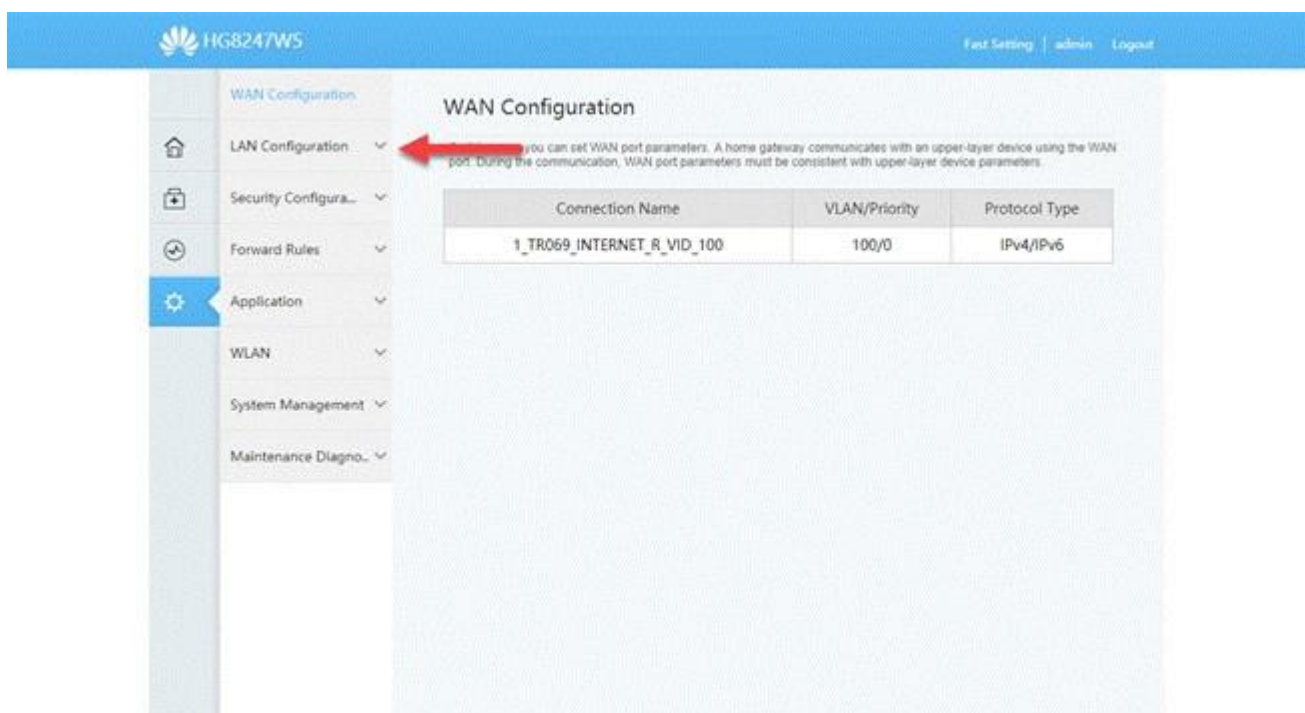 HG8247W5
Fast Setting | admin Logout
WAN Configuration
LAN Configuration
Security Configura...
Forward Rules
Application
WLAN
System Management
Maintenance Diagno..
WAN Configuration
you can set WAN port parameters. A home gateway communicates with an upper-layer device using the WAN
port. During the communication, WAN port parameters must be consistent with upper-layer device parameters.
Connection Name VLAN/Priority Protocol Type
1_TR069_INTERNET_R_VID_100 100/0 IPv4/IPv6